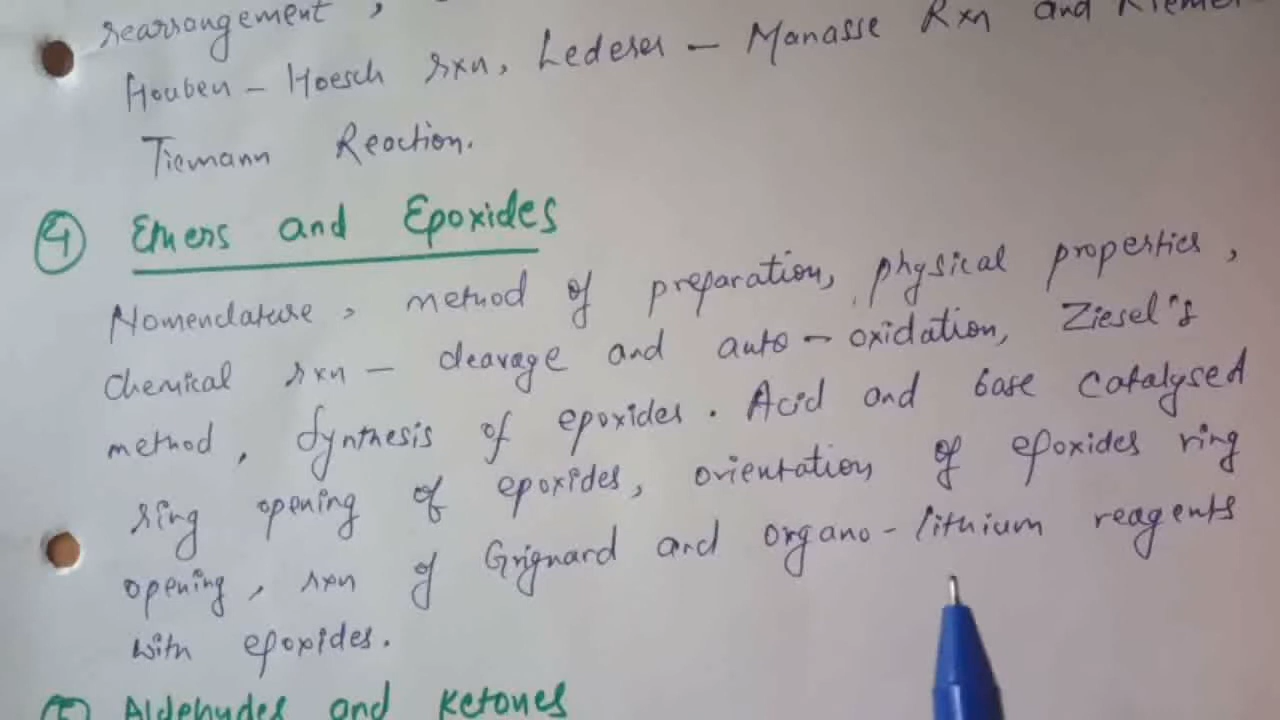 rearrangement,
Houben - Hoesch rxn, Lederer - Manasse Rxn and
Tiemann Reaction.
4 Ethers and Epoxides
Nomenclature, method of preparation, physical properties,
chemical rxn - cleavage and auto - oxidation, Ziesel's
method, Synthesis of epoxides. Acid and base catalysed
ring opening of epoxides, orientation of epoxides ring
opening, rxn of Grignard and organo - lithium reagents
with epoxides.
Aldehydes and Ketones